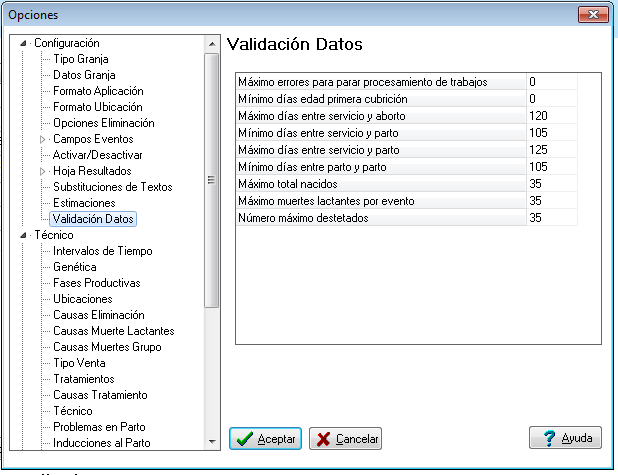 Opciones
Configuración
Tipo Granja
Datos Granja
Formato Aplicación
Formato Ubicación
Opciones Eliminación
Campos Eventos
Activar/Desactivar
Hoja Resultados
Substituciones de Textos
Estimaciones
Validación Datos
Técnico
Intervalos de Tiempo
Genética
Fases Productivas
Ubicaciones
Causas Eliminación
Causas Muerte Lactantes
Causas Muertes Grupo
Tipo Venta
Tratamientos
Causas Tratamiento
Técnico
Problemas en Parto
Inducciones al Parto
Validación Datos
Máximo errores para parar procesamiento de trabajos 0
Mínimo días edad primera cubrición 0
Máximo días entre servicio y aborto 120
Mínimo días entre servicio y parto 105
Máximo días entre servicio y parto 125
Mínimo días entre parto y parto 105
Máximo total nacidos 35
Máximo muertes lactantes por evento 35
Número máximo destetados 35
Aceptar Cancelar Ayuda